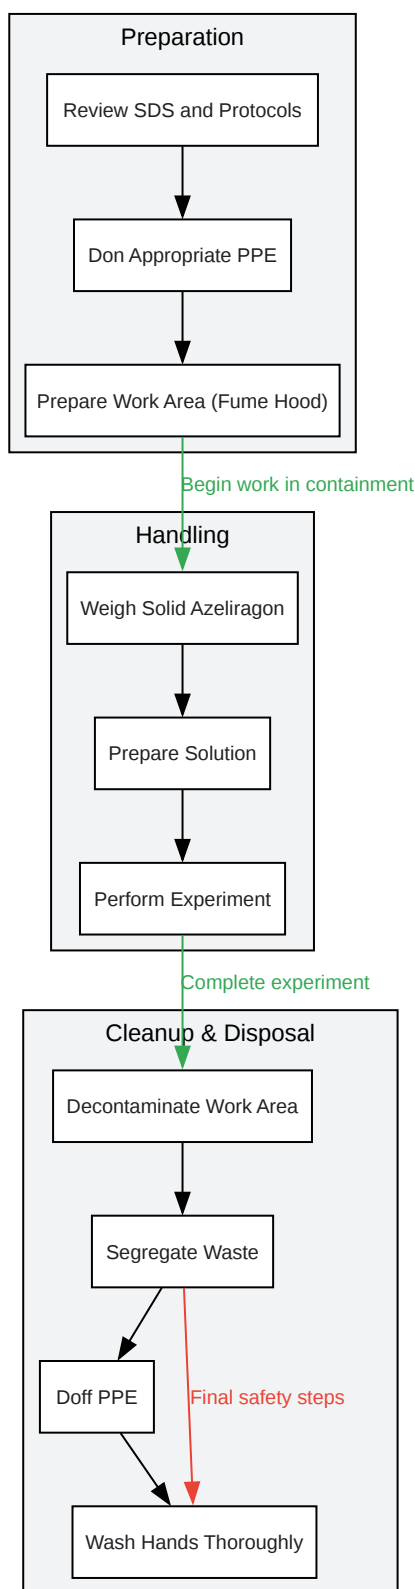 Preparation
Review SDS and Protocols
Don Appropriate PPE
Prepare Work Area (Fume Hood)
Begin work in containment
Handling
Weigh Solid Azeliragon
Prepare Solution
Perform Experiment
Complete experiment
Cleanup & Disposal
Decontaminate Work Area
Segregate Waste
Doff PPE
Final safety steps
Wash Hands Thoroughly